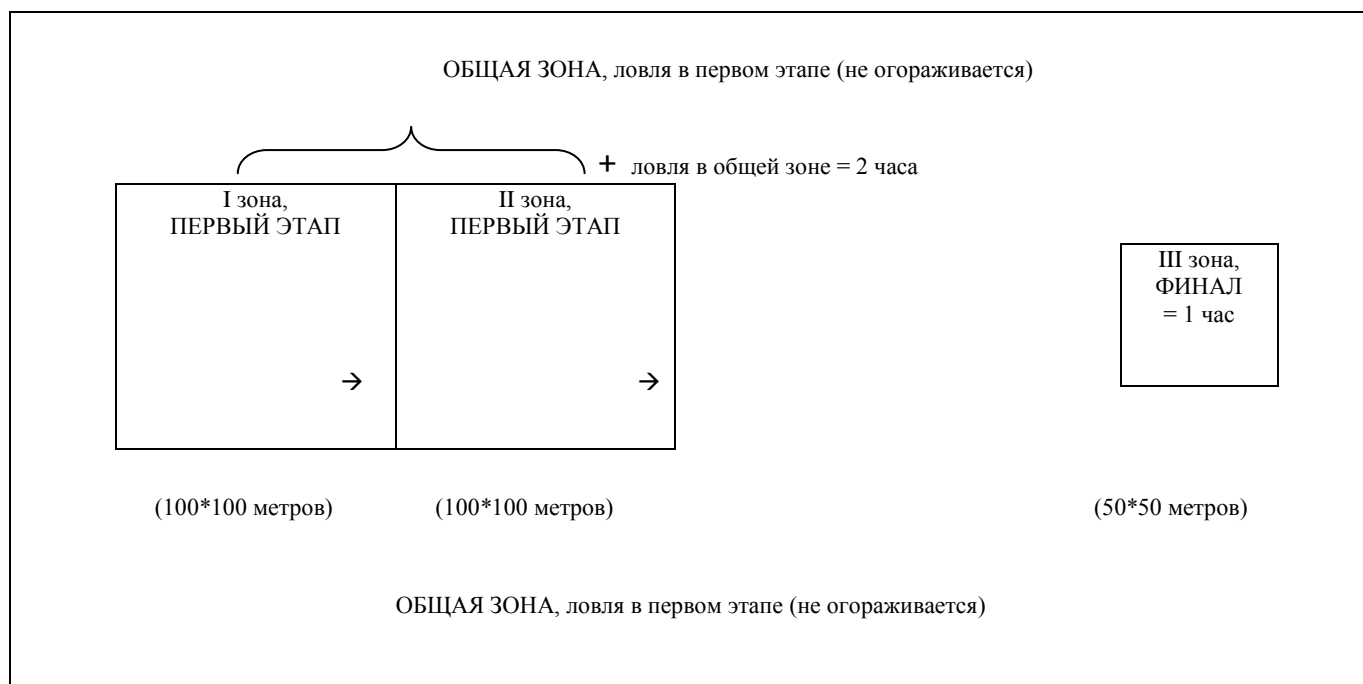 ОБЩАЯ ЗОНА, ловля в первом этапе (не огораживается)
+ ловля в общей зоне = 2 часа
I зона,
ПЕРВЫЙ ЭТАП
II зона,
ПЕРВЫЙ ЭТАП
III зона,
ФИНАЛ
= 1 час
→
→
(100*100 метров)
(100*100 метров)
(50*50 метров)
ОБЩАЯ ЗОНА, ловля в первом этапе (не огораживается)